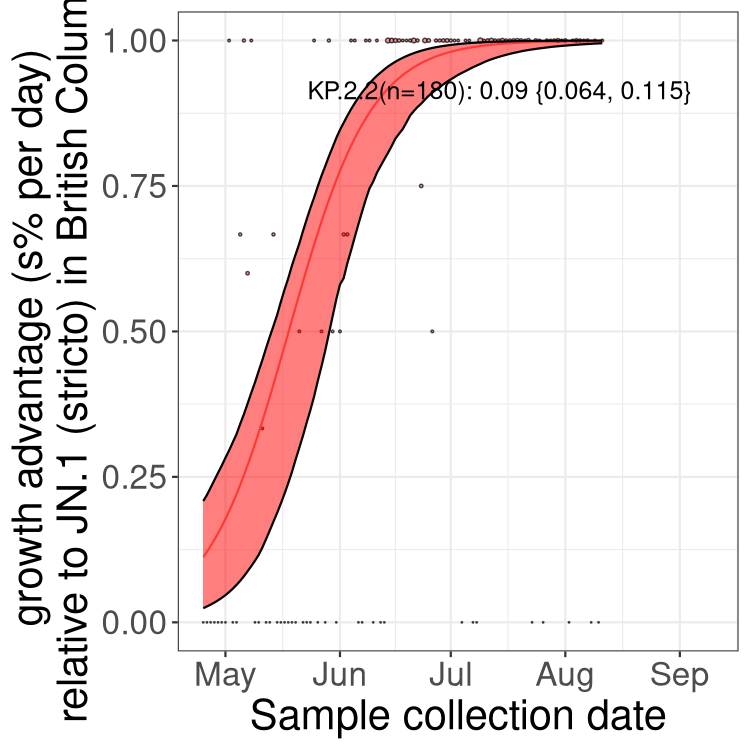 growth advantage (s% per day)
relative to JN.1 (stricto) in British Colum
1.00
0.75
0.50
0.25
0.00
KP.2.2(n=180): 0.09 {0.064, 0.115}
May Jun Jul Aug Sep
Sample collection date